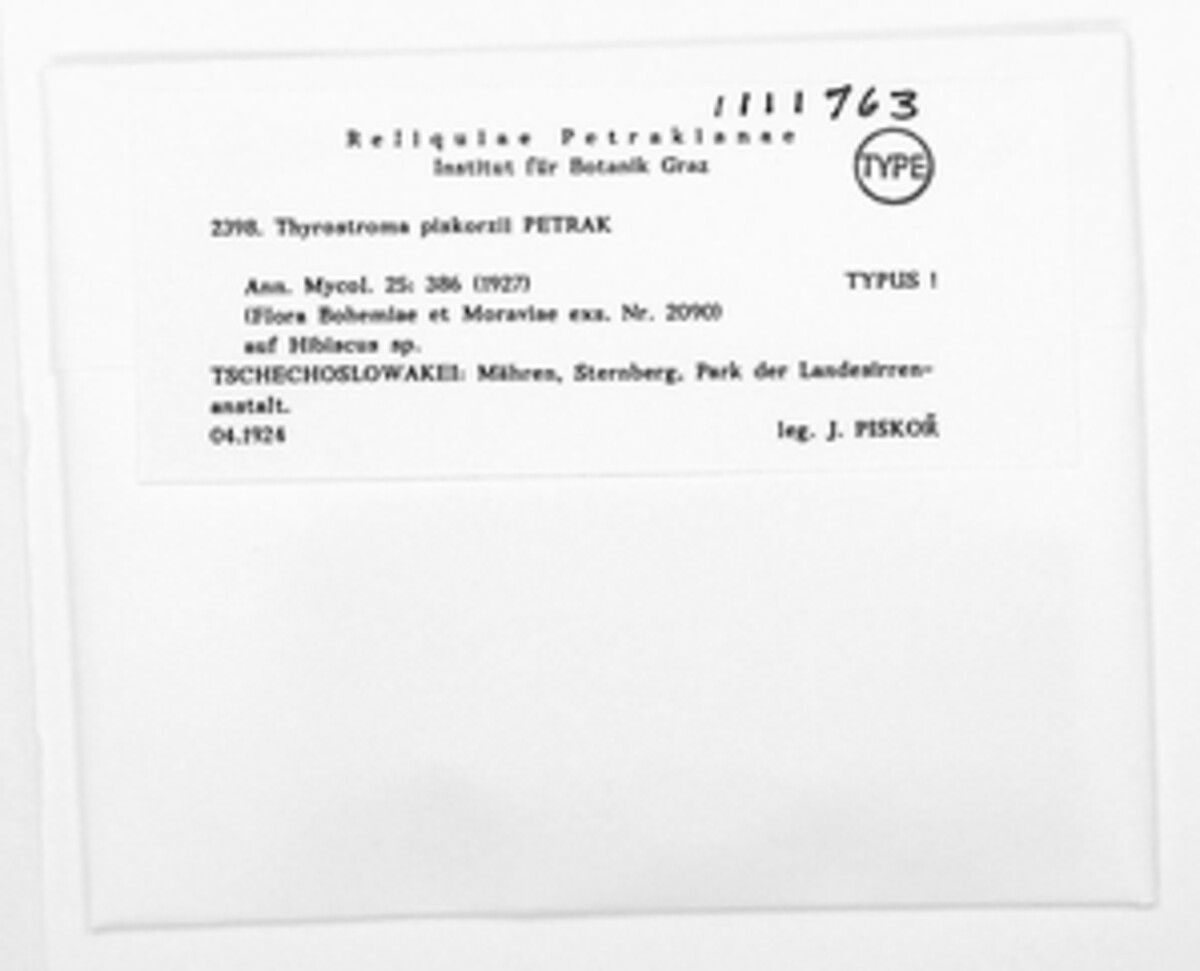 1111763
Reliquiae Petrakianae
Institut für Botanik Graz
TYPE
2398. Thyrostroma piskorzii PETRAK
Ann. Mycol. 25: 386 (1927) TYPUS !
(Flora Bohemiae et Moraviae exs. Nr. 2090)
auf Hibiscus sp.
TSCHECHOSLOWAKEI: Mähren, Sternberg, Park der Landesirren-
anstalt.
04.1924 leg. J. PISKOŘ